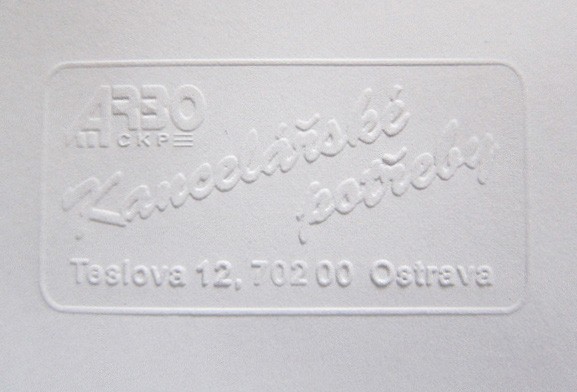 ARBO
CKP
Kancelářské
potřeby
Teslova 12, 702 00 Ostrava